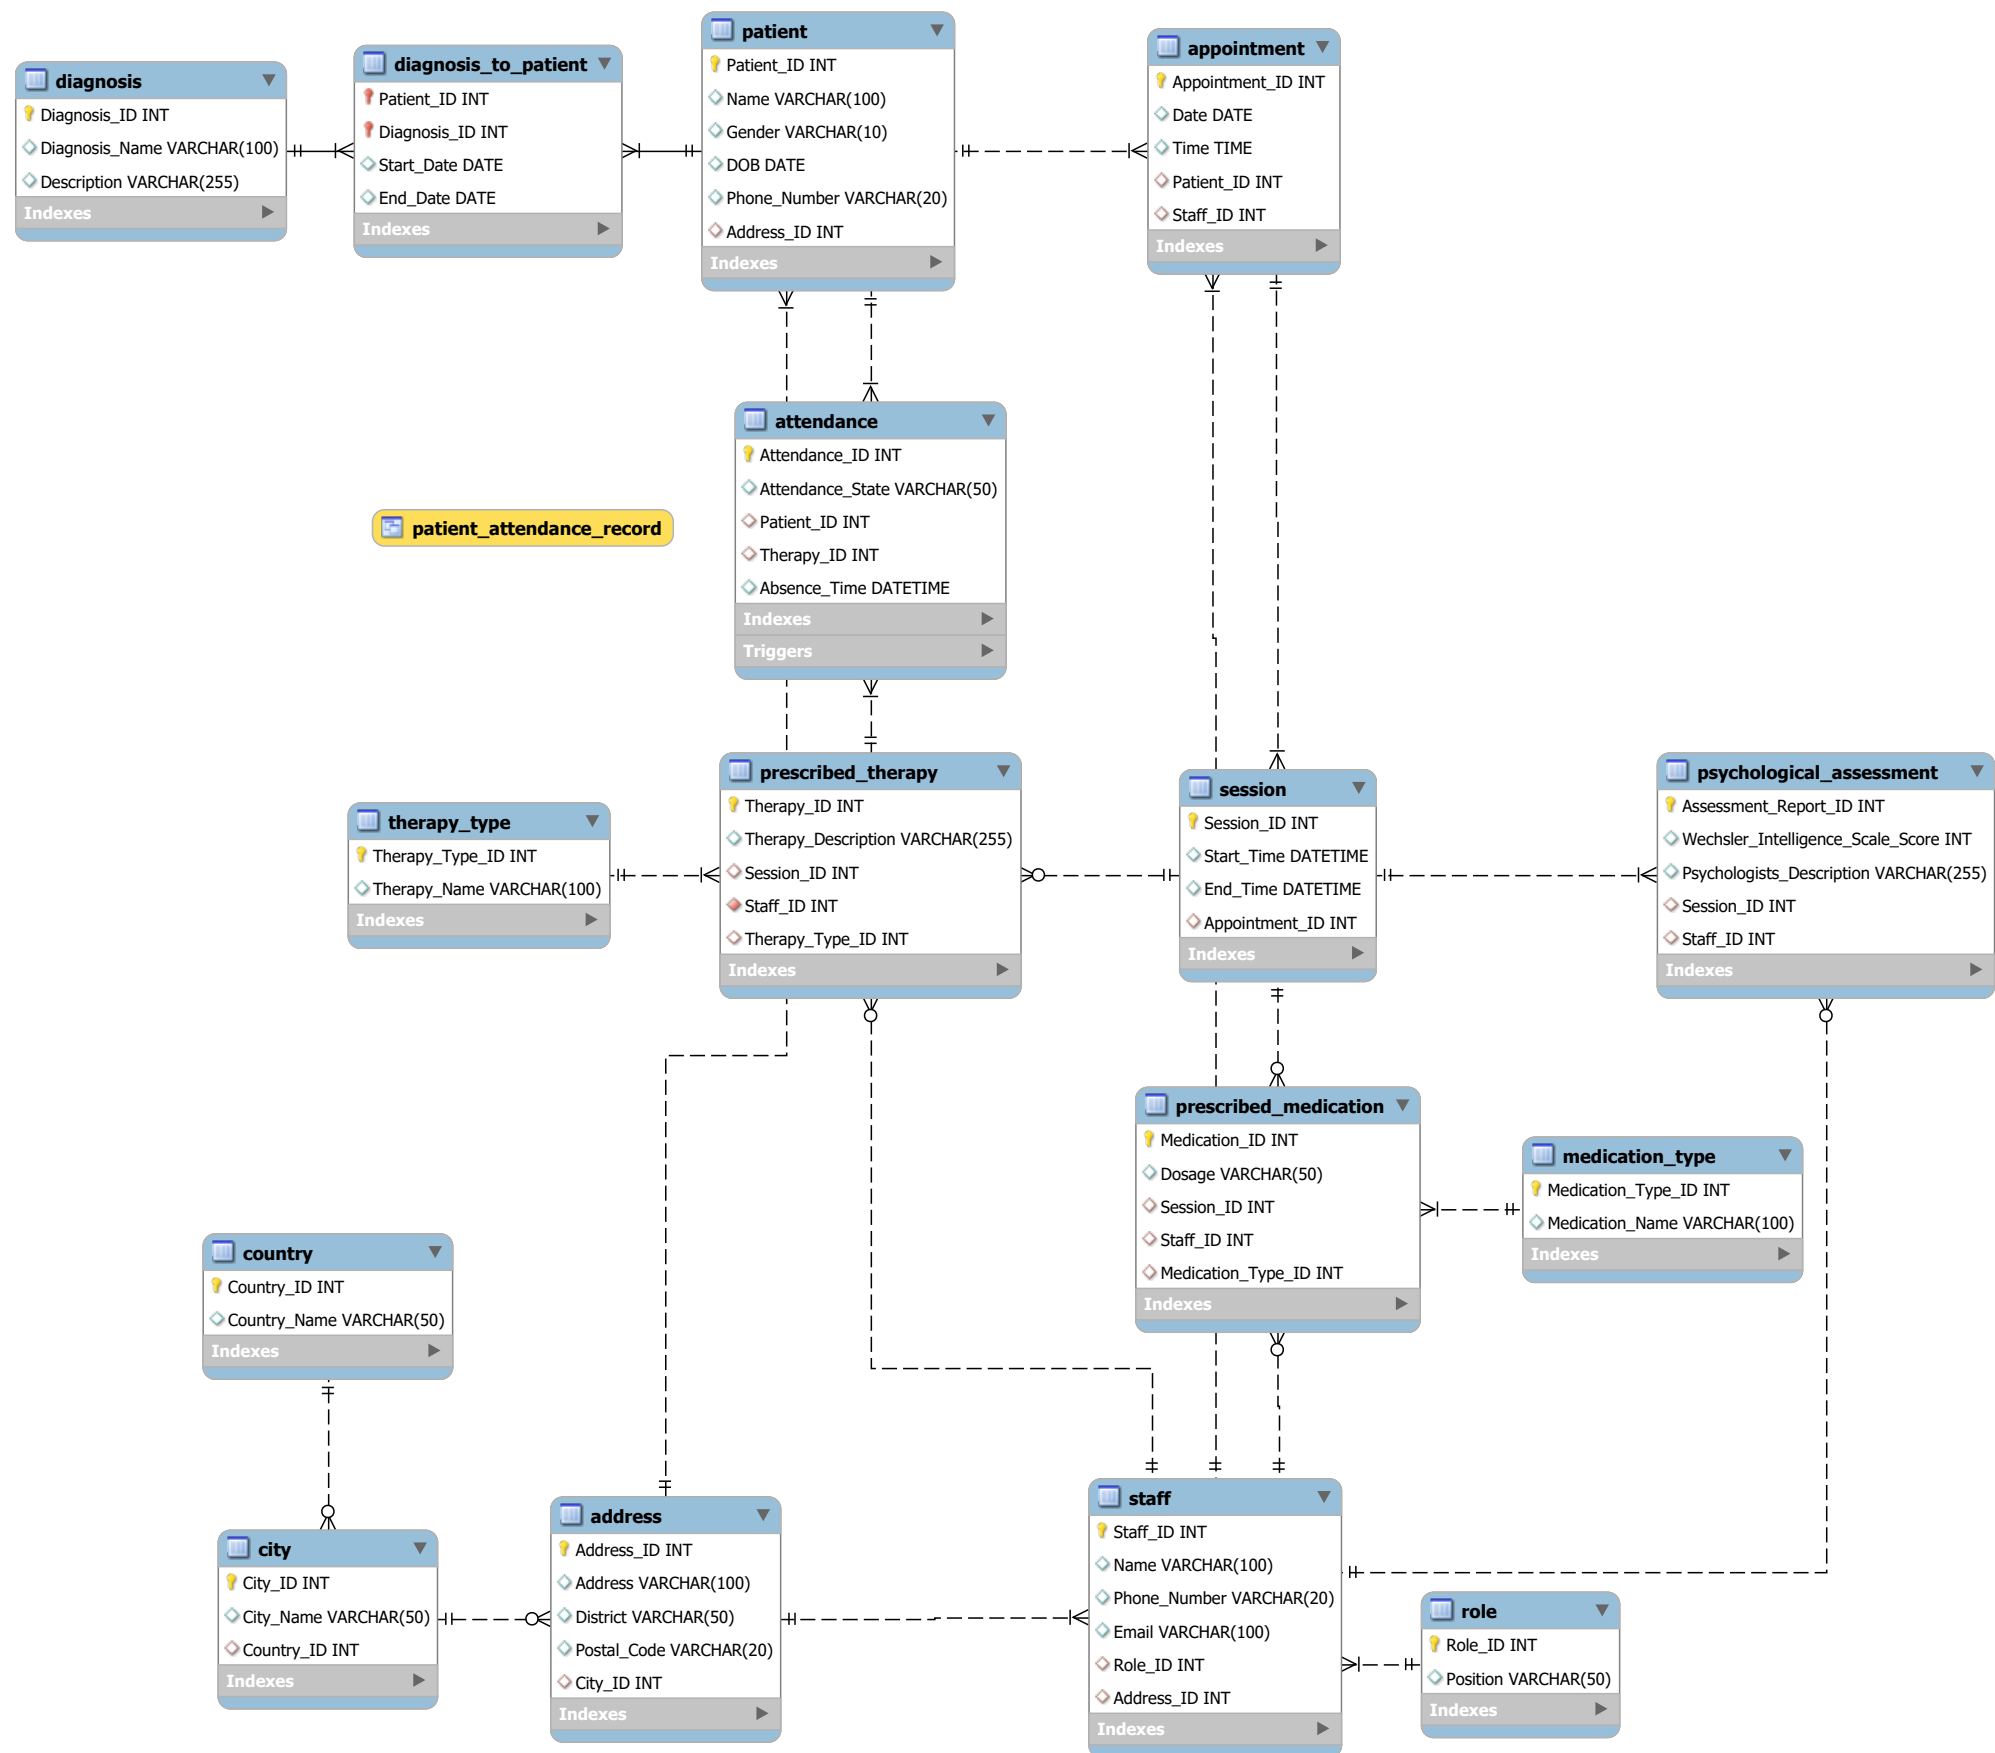 diagnosis
Diagnosis_ID INT
Diagnosis_Name VARCHAR(100)
Description VARCHAR(255)
Indexes
diagnosis_to_patient
Patient_ID INT
Diagnosis_ID INT
Start_Date DATE
End_Date DATE
Indexes
patient
Patient_ID INT
Name VARCHAR(100)
Gender VARCHAR(10)
DOB DATE
Phone_Number VARCHAR(20)
Address_ID INT
Indexes
appointment
Appointment_ID INT
Date DATE
Time TIME
Patient_ID INT
Staff_ID INT
Indexes
attendance
Attendance_ID INT
Attendance_State VARCHAR(50)
Patient_ID INT
Therapy_ID INT
Absence_Time DATETIME
Indexes
Triggers
patient_attendance_record
therapy_type
Therapy_Type_ID INT
Therapy_Name VARCHAR(100)
Indexes
prescribed_therapy
Therapy_ID INT
Therapy_Description VARCHAR(255)
Session_ID INT
Staff_ID INT
Therapy_Type_ID INT
Indexes
session
Session_ID INT
Start_Time DATETIME
End_Time DATETIME
Appointment_ID INT
Indexes
psychological_assessment
Assessment_Report_ID INT
Wechsler_Intelligence_Scale_Score INT
Psychologists_Description VARCHAR(255)
Session_ID INT
Staff_ID INT
Indexes
prescribed_medication
Medication_ID INT
Dosage VARCHAR(50)
Session_ID INT
Staff_ID INT
Medication_Type_ID INT
Indexes
medication_type
Medication_Type_ID INT
Medication_Name VARCHAR(100)
Indexes
country
Country_ID INT
Country_Name VARCHAR(50)
Indexes
city
City_ID INT
City_Name VARCHAR(50)
Country_ID INT
Indexes
address
Address_ID INT
Address VARCHAR(100)
District VARCHAR(50)
Postal_Code VARCHAR(20)
City_ID INT
Indexes
staff
Staff_ID INT
Name VARCHAR(100)
Phone_Number VARCHAR(20)
Email VARCHAR(100)
Role_ID INT
Address_ID INT
Indexes
role
Role_ID INT
Position VARCHAR(50)
Indexes